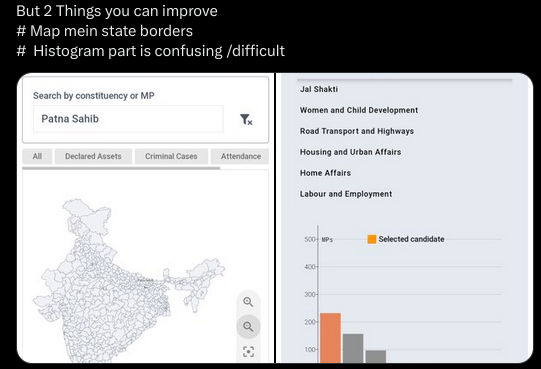 But 2 Things you can improve
# Map mein state borders
#  Histogram part is confusing /difficult
Search by constituency or MP
Patna Sahib
All
Declared Assets
Criminal Cases
Attendance
Jal Shakti
Women and Child Development
Road Transport and Highways
Housing and Urban Affairs
Home Affairs
Labour and Employment
500
MPs
Selected candidate
400
300
200
100